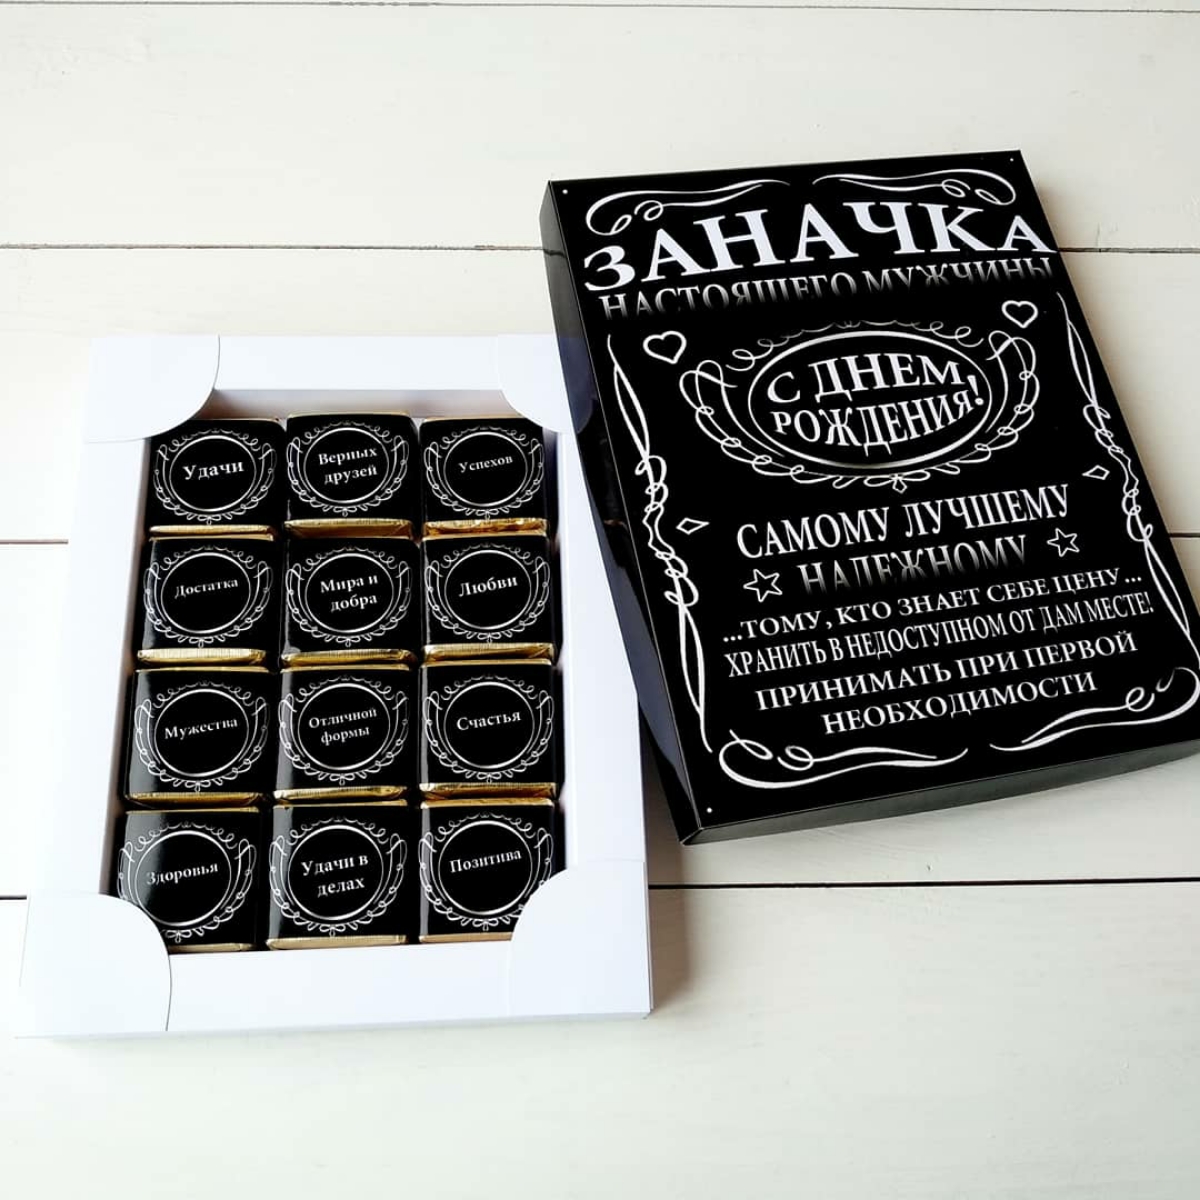 ЗАНАЧКА
НАСТОЯЩЕГО МУЖЧИНЫ
С ДНЕМ
РОЖДЕНИЯ!
САМОМУ ЛУЧШЕМУ
НАДЕЖНОМУ
...ТОМУ, КТО ЗНАЕТ СЕБЕ ЦЕНУ...
ХРАНИТЬ В НЕДОСТУПНОМ ОТ ДАМ МЕСТЕ!
ПРИНИМАТЬ ПРИ ПЕРВОЙ
НЕОБХОДИМОСТИ
Удачи
Верных
друзей
Успехов
Достатка
Мира и
добра
Любви
Мужества
Отличной
формы
Счастья
Здоровья
Удачи в
делах
Позитива